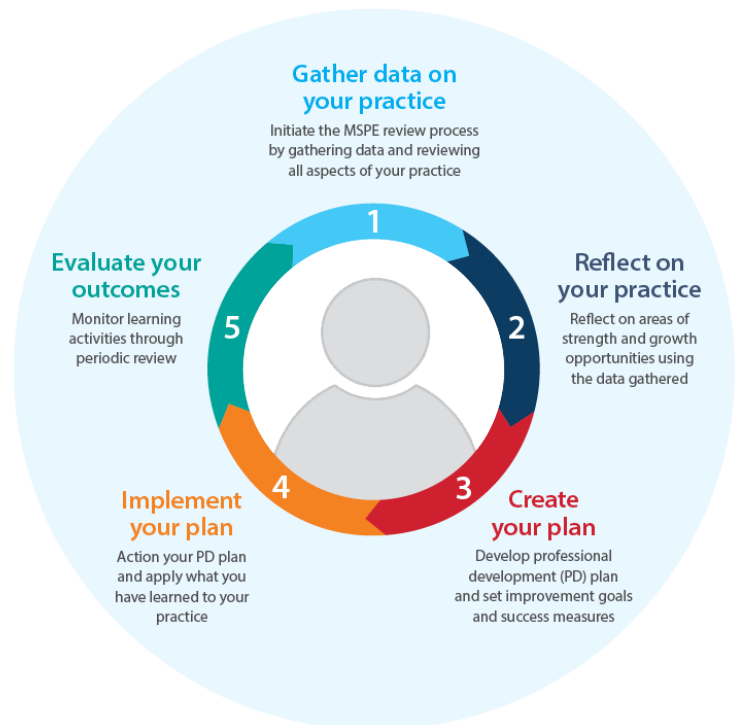 Gather data on
your practice
Initiate the MSPE review process
by gathering data and reviewing
all aspects of your practice
1
Reflect on
your practice
Reflect on areas of
strength and growth
opportunities using
the data gathered
2
Create
your plan
Develop professional
development (PD) plan
and set improvement goals
and success measures
3
Implement
your plan
Action your PD plan
and apply what you
have learned to your
practice
4
Evaluate your
outcomes
Monitor learning
activities through
periodic review
5